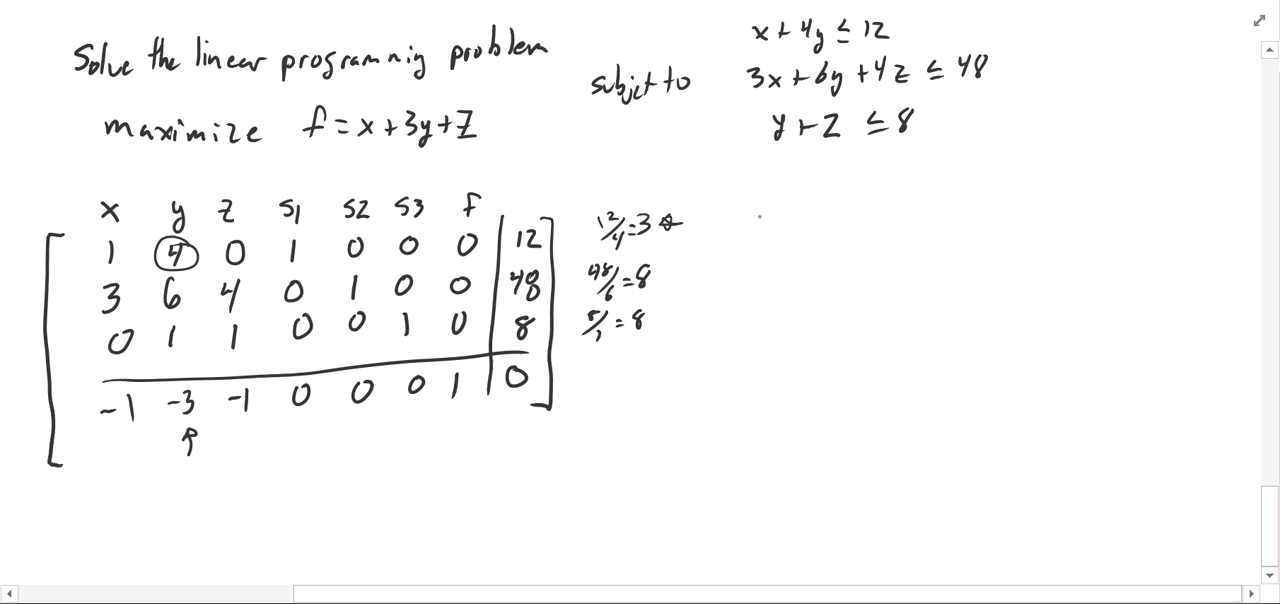 Solve the linear programming problem
maximize f = x + 3y + z
subject to
x + 4y ≤ 12
3x + 6y + 4z ≤ 48
y + z ≤ 8
x y z s1 s2 s3 f
1 4 0 1 0 0 0 12
12/4 = 3
3 6 4 0 1 0 0 48
48/6 = 8
0 1 1 0 0 1 0 8
8/1 = 8
-1 -3 -1 0 0 0 1 0
↑